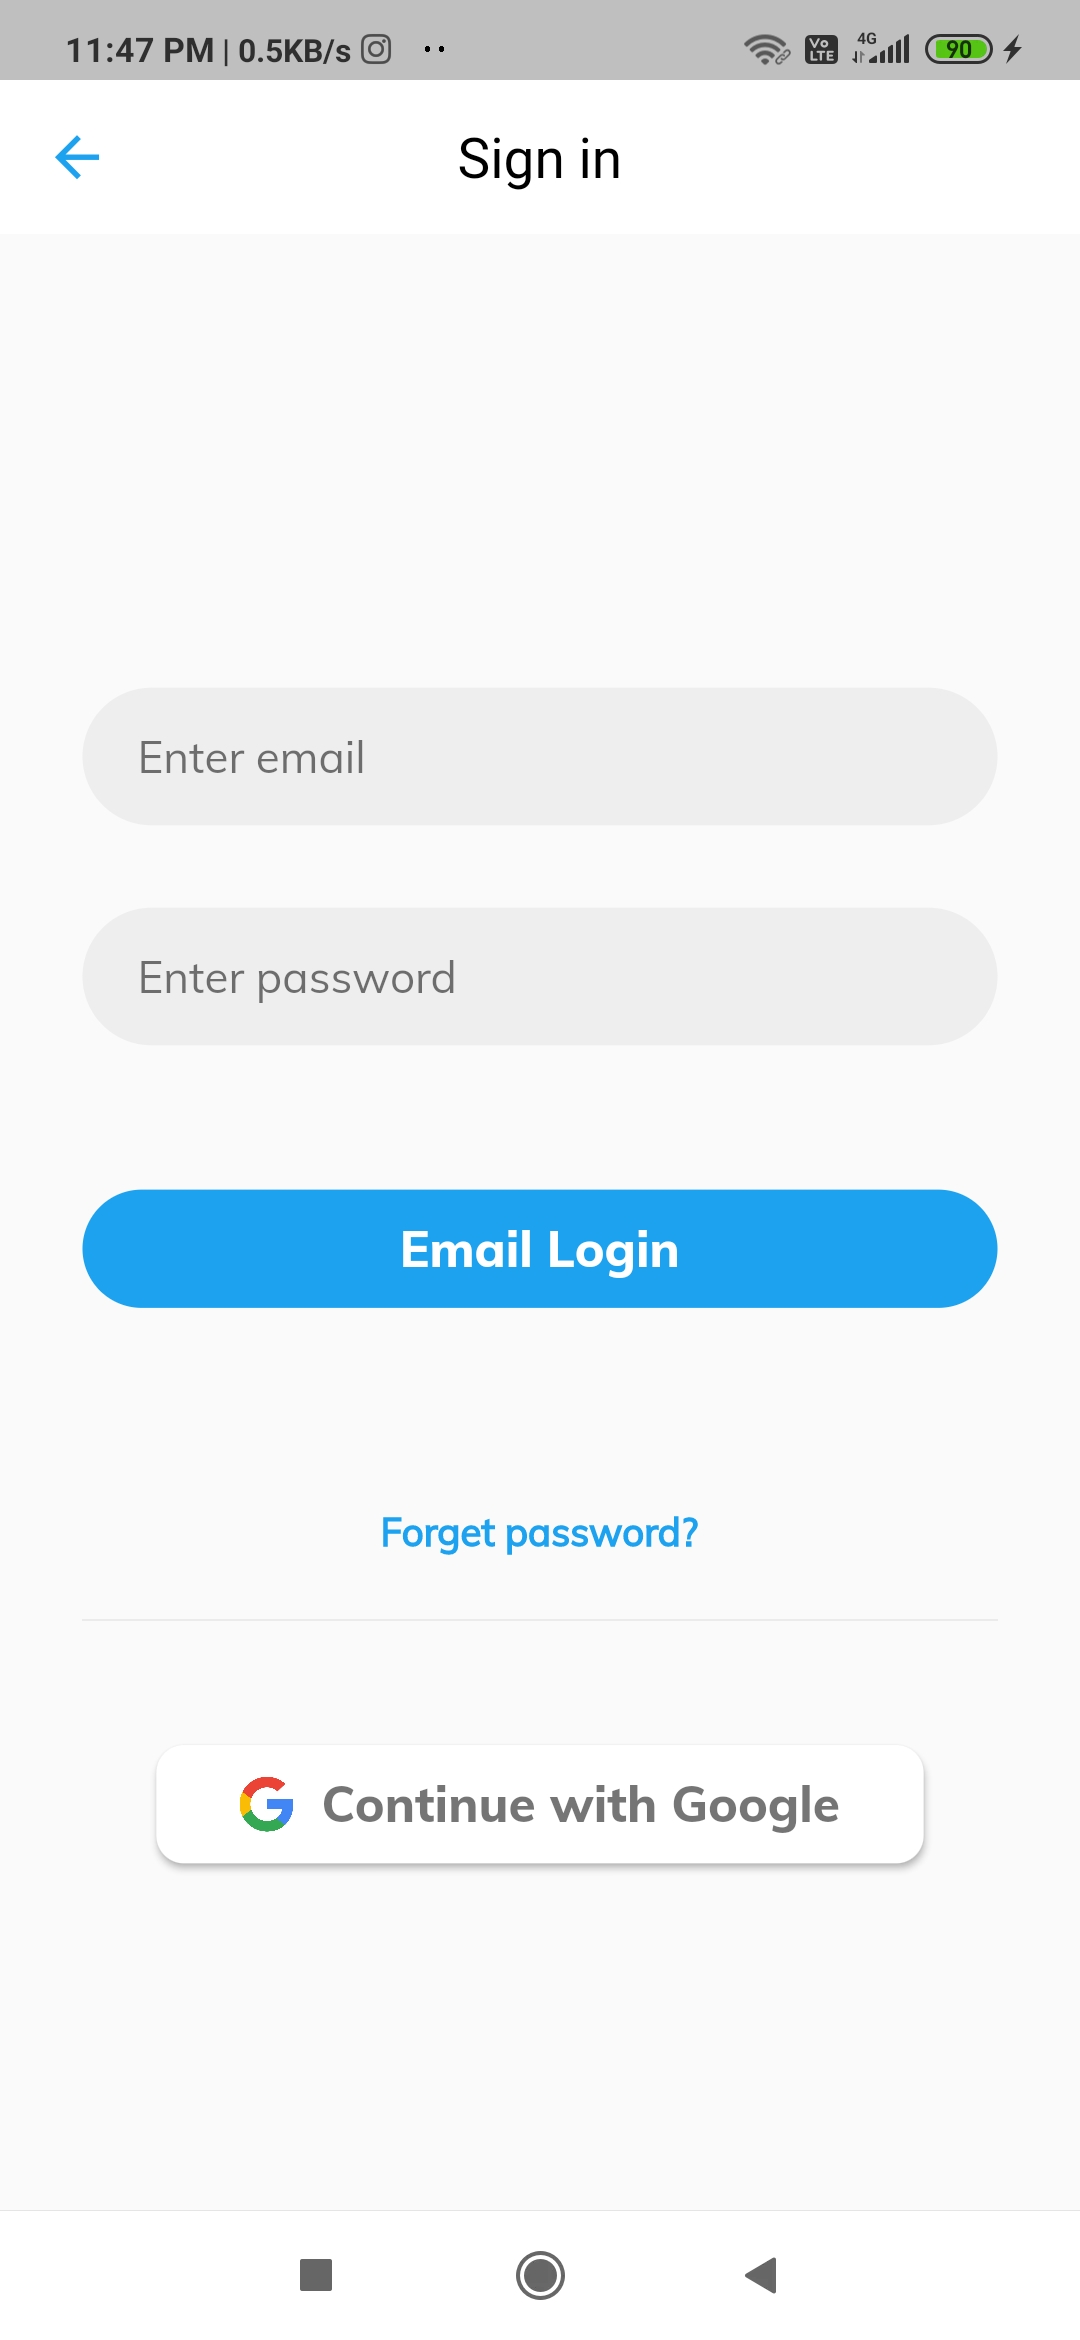 11:47 PM | 0.5KB/s
Vo LTE 4G 90
Sign in
Enter email
Enter password
Email Login
Forget password?
Continue with Google